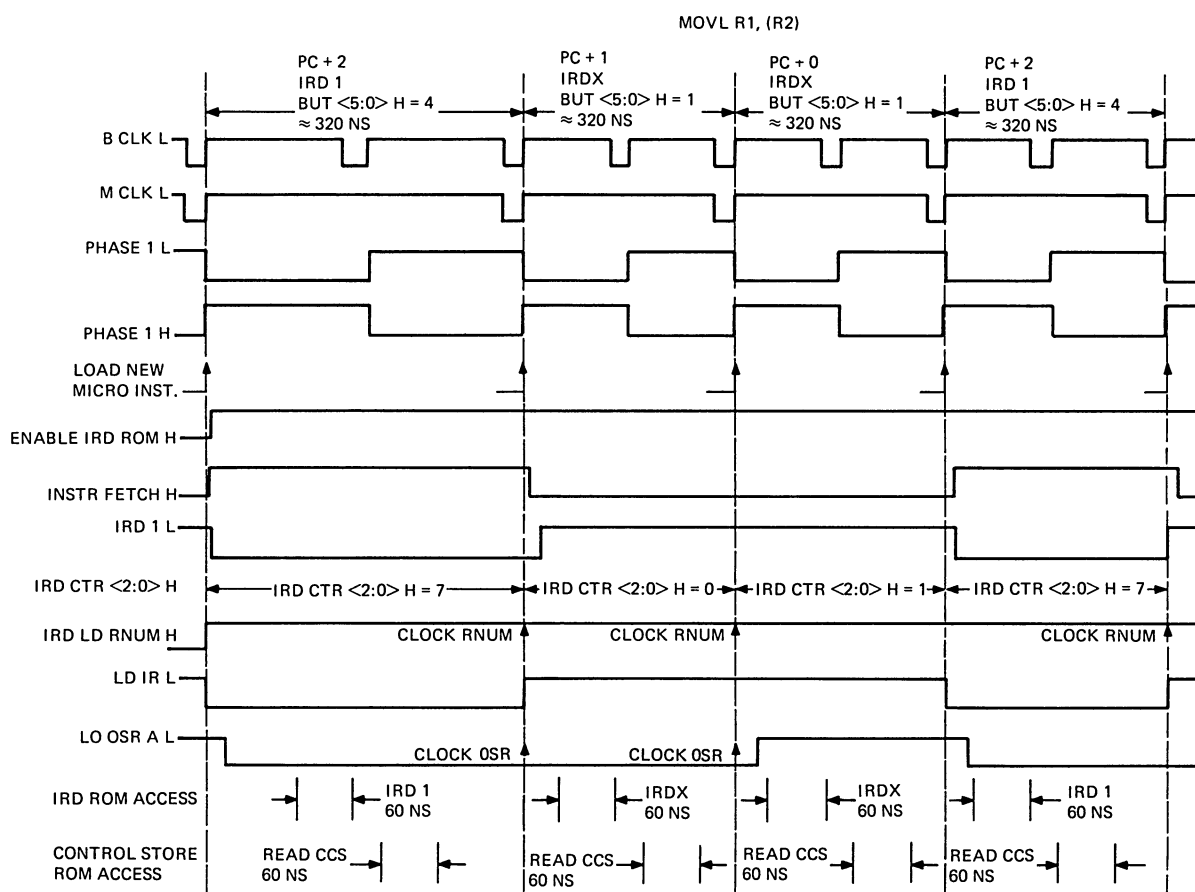 MOVL R1, (R2)
PC + 2
IRD 1
BUT <5:0> H = 4
≈ 320 NS
PC + 1
IRDX
BUT <5:0> H = 1
≈ 320 NS
PC + 0
IRDX
BUT <5:0> H = 1
≈ 320 NS
PC + 2
IRD 1
BUT <5:0> H = 4
≈ 320 NS
B CLK L
M CLK L
PHASE 1 L
PHASE 1 H
LOAD NEW
MICRO INST.
ENABLE IRD ROM H
INSTR FETCH H
IRD 1 L
IRD CTR <2:0> H
IRD CTR <2:0> H = 7
IRD CTR <2:0> H = 0
IRD CTR <2:0> H = 1
IRD CTR <2:0> H = 7
IRD LD RNUM H
CLOCK RNUM
CLOCK RNUM
CLOCK RNUM
LD IR L
LO OSR A L
CLOCK OSR
CLOCK OSR
IRD ROM ACCESS
IRD 1
60 NS
IRDX
60 NS
IRDX
60 NS
IRD 1
60 NS
CONTROL STORE
ROM ACCESS
READ CCS
60 NS
READ CCS
60 NS
READ CCS
60 NS
READ CCS
60 NS